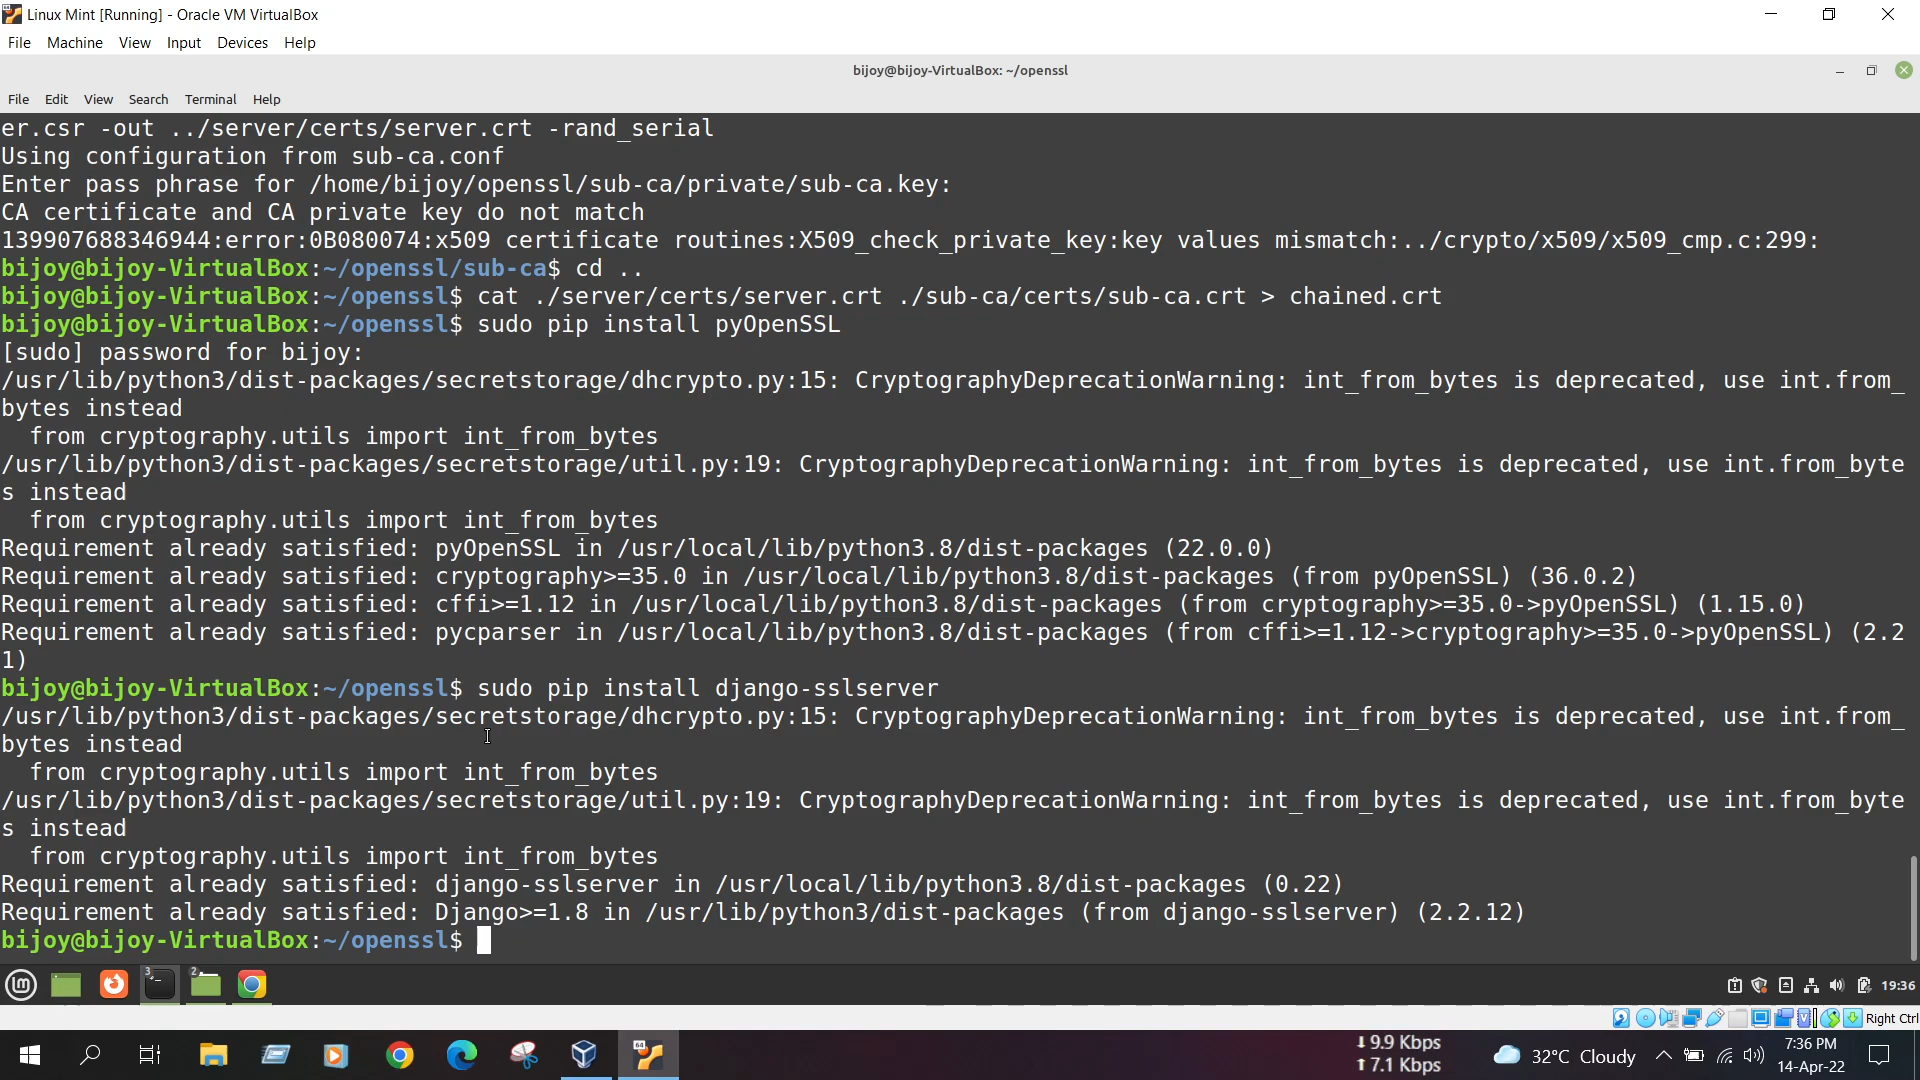 Linux Mint [Running] - Oracle VM VirtualBox
File Machine View Input Devices Help
bijoy@bijoy-VirtualBox: ~/openssl
File Edit View Search Terminal Help
er.csr -out ../server/certs/server.crt -rand_serial
Using configuration from sub-ca.conf
Enter pass phrase for /home/bijoy/openssl/sub-ca/private/sub-ca.key:
CA certificate and CA private key do not match
139907688346944:error:0B080074:x509 certificate routines:X509_check_private_key:key values mismatch:../crypto/x509/x509_cmp.c:299:
bijoy@bijoy-VirtualBox:~/openssl/sub-ca$ cd ..
bijoy@bijoy-VirtualBox:~/openssl$ cat ./server/certs/server.crt ./sub-ca/certs/sub-ca.crt > chained.crt
bijoy@bijoy-VirtualBox:~/openssl$ sudo pip install pyOpenSSL
[sudo] password for bijoy:
/usr/lib/python3/dist-packages/secretstorage/dhcrypto.py:15: CryptographyDeprecationWarning: int_from_bytes is deprecated, use int.from_
bytes instead
from cryptography.utils import int_from_bytes
/usr/lib/python3/dist-packages/secretstorage/util.py:19: CryptographyDeprecationWarning: int_from_bytes is deprecated, use int.from_byte
s instead
from cryptography.utils import int_from_bytes
Requirement already satisfied: pyOpenSSL in /usr/local/lib/python3.8/dist-packages (22.0.0)
Requirement already satisfied: cryptography>=35.0 in /usr/local/lib/python3.8/dist-packages (from pyOpenSSL) (36.0.2)
Requirement already satisfied: cffi>=1.12 in /usr/local/lib/python3.8/dist-packages (from cryptography>=35.0->pyOpenSSL) (1.15.0)
Requirement already satisfied: pycparser in /usr/local/lib/python3.8/dist-packages (from cffi>=1.12->cryptography>=35.0->pyOpenSSL) (2.2
1)
bijoy@bijoy-VirtualBox:~/openssl$ sudo pip install django-sslserver
/usr/lib/python3/dist-packages/secretstorage/dhcrypto.py:15: CryptographyDeprecationWarning: int_from_bytes is deprecated, use int.from_
bytes instead
from cryptography.utils import int_from_bytes
/usr/lib/python3/dist-packages/secretstorage/util.py:19: CryptographyDeprecationWarning: int_from_bytes is deprecated, use int.from_byte
s instead
from cryptography.utils import int_from_bytes
Requirement already satisfied: django-sslserver in /usr/local/lib/python3.8/dist-packages (0.22)
Requirement already satisfied: Django>=1.8 in /usr/lib/python3/dist-packages (from django-sslserver) (2.2.12)
bijoy@bijoy-VirtualBox:~/openssl$
3 2 19:36
Right Ctrl
9.9 Kbps
7.1 Kbps
32°C Cloudy
7:36 PM
14-Apr-22